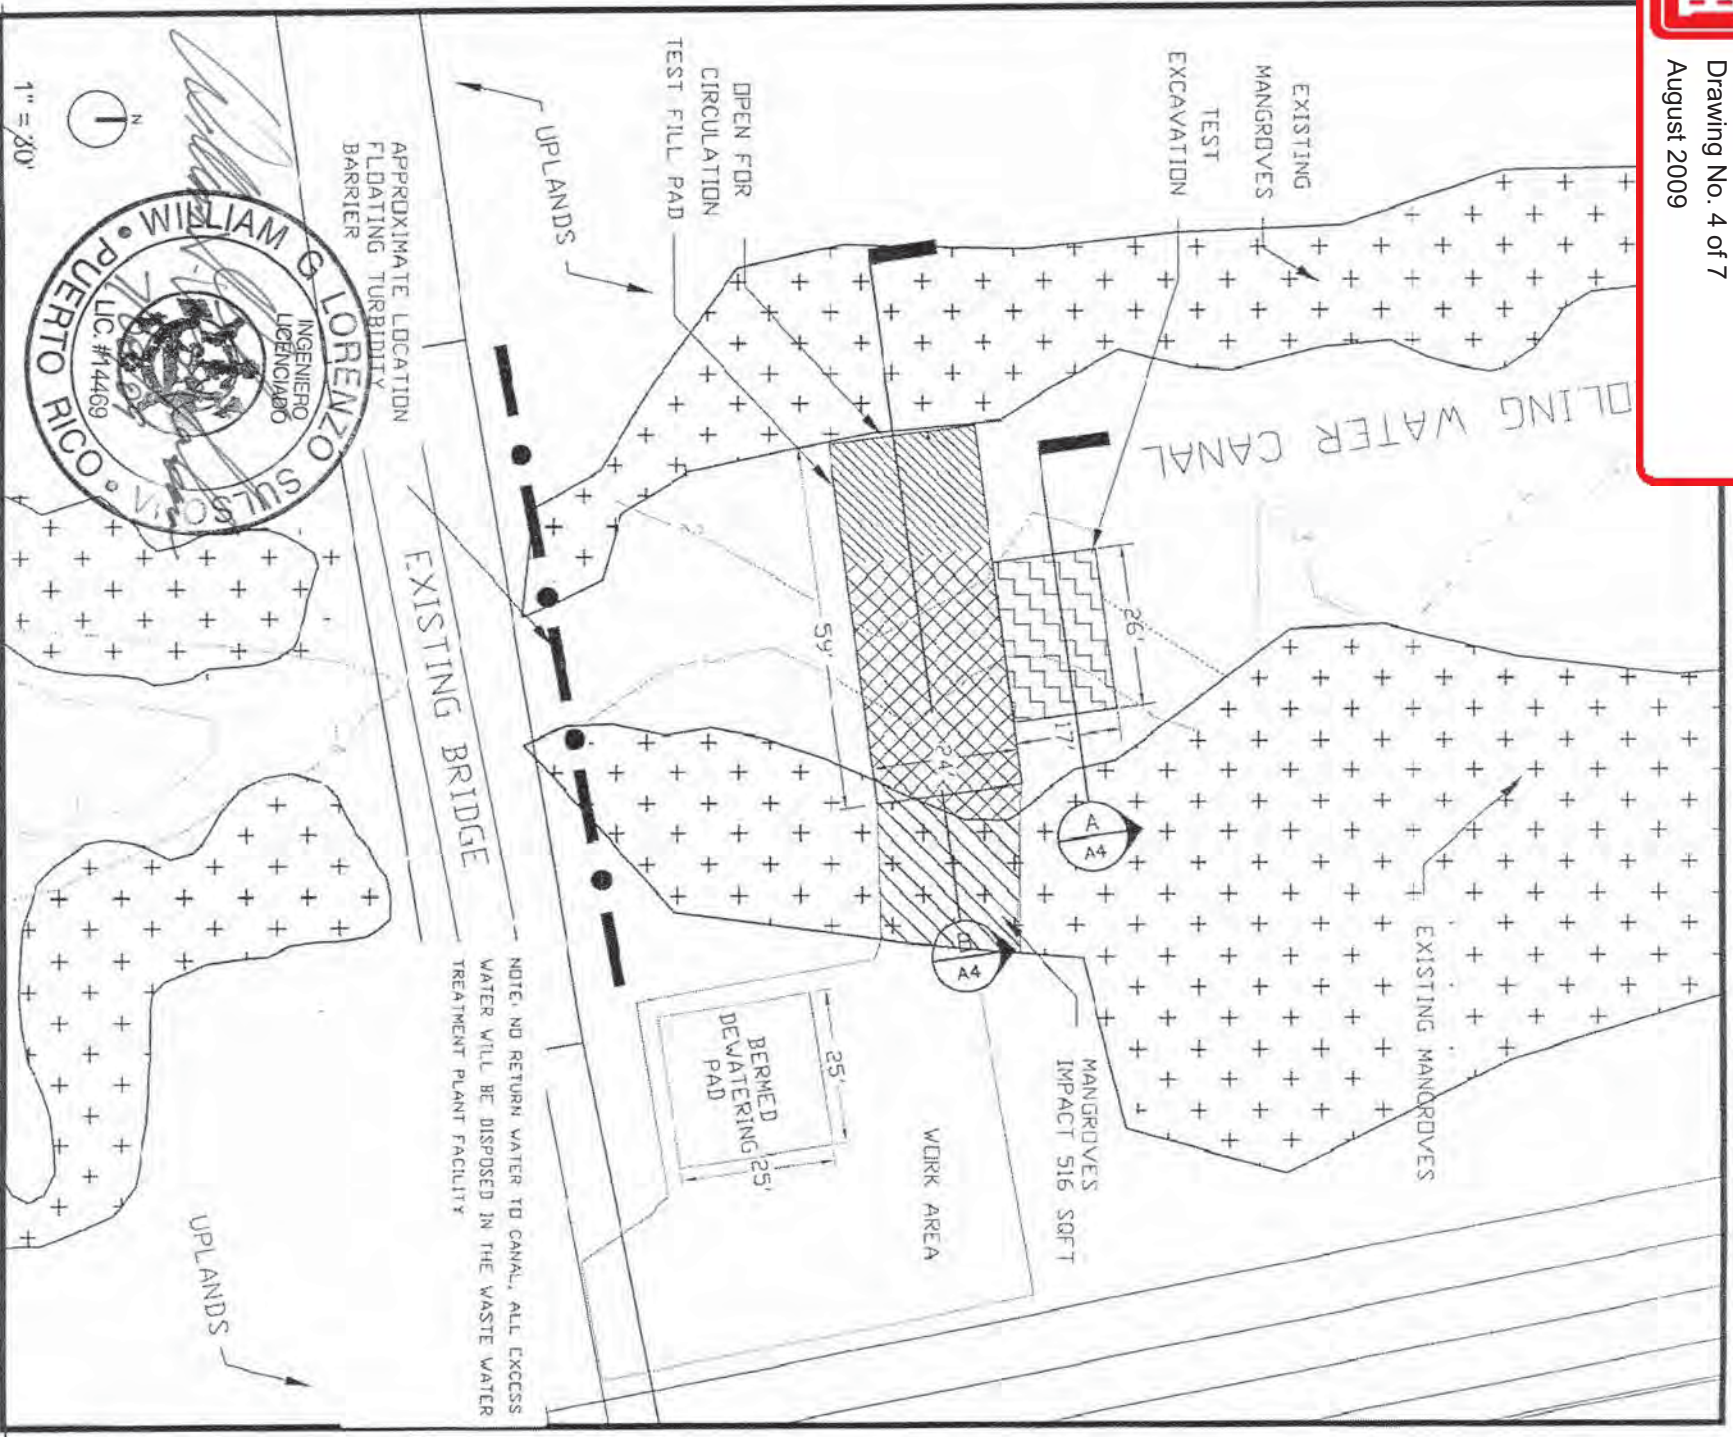 Drawing No. 4 of 7
August 2009
EXISTING
MANGROVES
TEST
EXCAVATION
OPEN FOR
CIRCULATION
TEST FILL PAD
UPLANDS
APPROXIMATE LOCATION
FLOATING TURBIDITY
BARRIER
N
1" = 30'
WILLIAM G LORENZO
PUERTO RICO
INGENIERO
LICENCIADO
LIC. #14469
OLING WATER CANAL
26'
17'
24'
59'
A
A4
B
A4
EXISTING MANGROVES
EXISTING BRIDGE
MANGROVES
IMPACT 516 SQFT
WORK AREA
25'
BERMED
DEWATERING
PAD
25'
NOTE: NO RETURN WATER TO CANAL, ALL EXCESS
WATER WILL BE DISPOSED IN THE WASTE WATER
TREATMENT PLANT FACILITY
UPLANDS